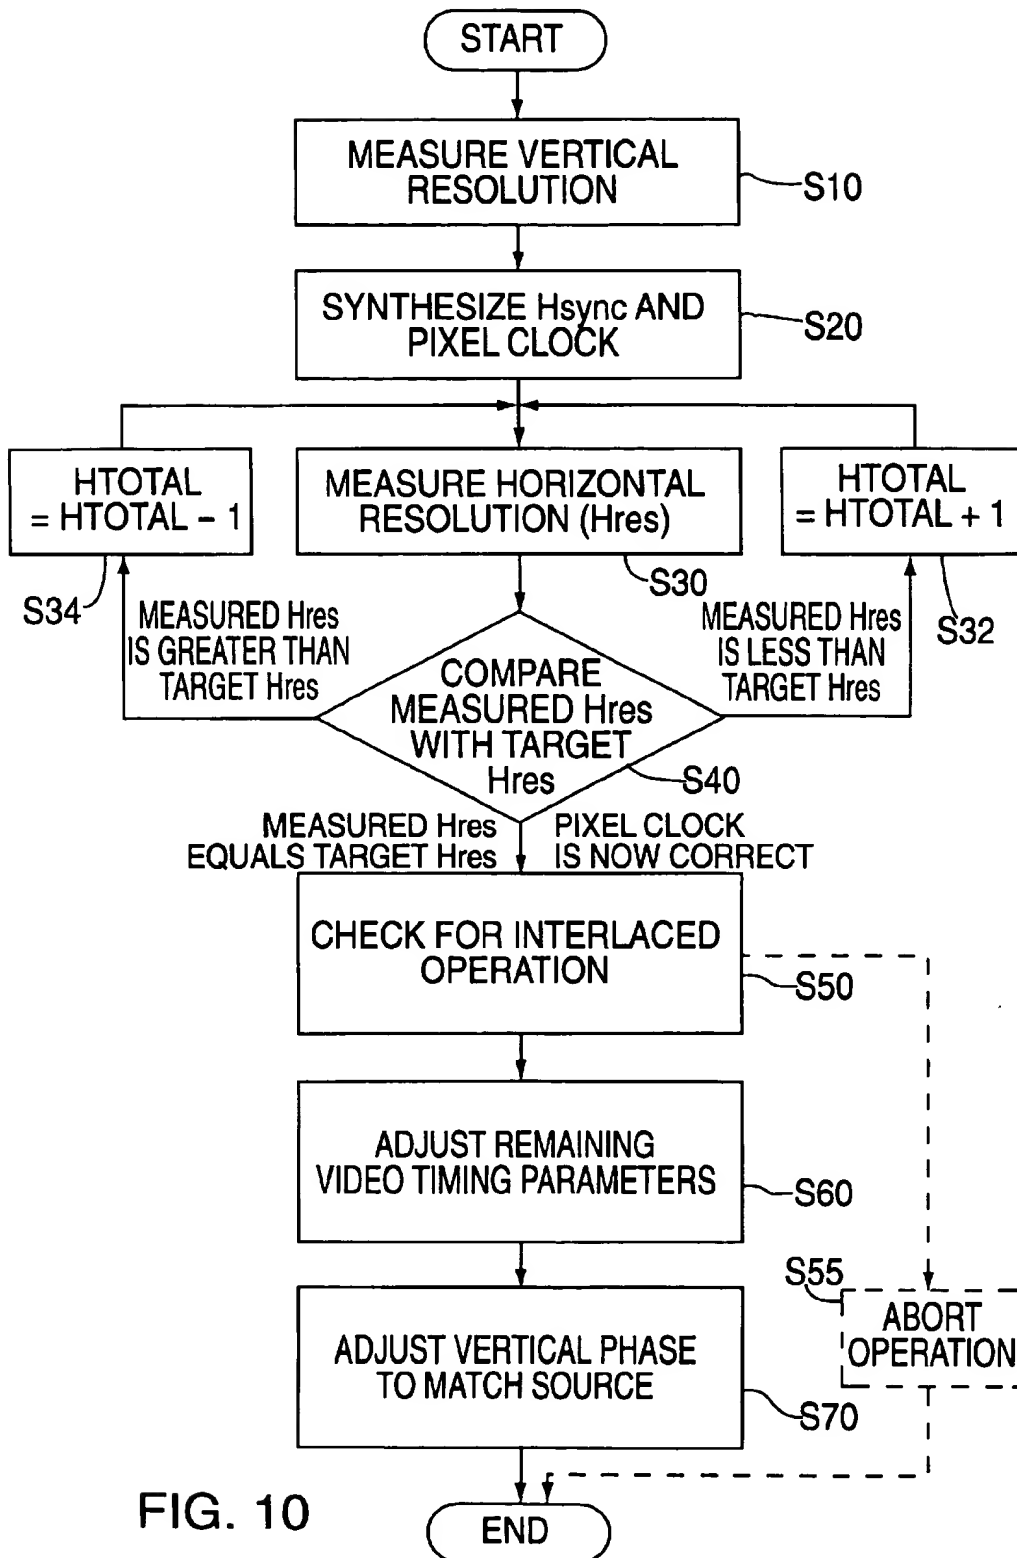 START
MEASURE VERTICAL
RESOLUTION
S10
SYNTHESIZE Hsync AND
PIXEL CLOCK
S20
HTOTAL
= HTOTAL – 1
S34
MEASURE HORIZONTAL
RESOLUTION (Hres)
S30
HTOTAL
= HTOTAL + 1
S32
MEASURED Hres
IS GREATER THAN
TARGET Hres
COMPARE
MEASURED Hres
WITH TARGET
Hres
S40
MEASURED Hres
IS LESS THAN
TARGET Hres
MEASURED Hres
EQUALS TARGET Hres
PIXEL CLOCK
IS NOW CORRECT
CHECK FOR INTERLACED
OPERATION
S50
ADJUST REMAINING
VIDEO TIMING PARAMETERS
S60
S55
ABORT
OPERATION
ADJUST VERTICAL PHASE
TO MATCH SOURCE
S70
FIG. 10
END